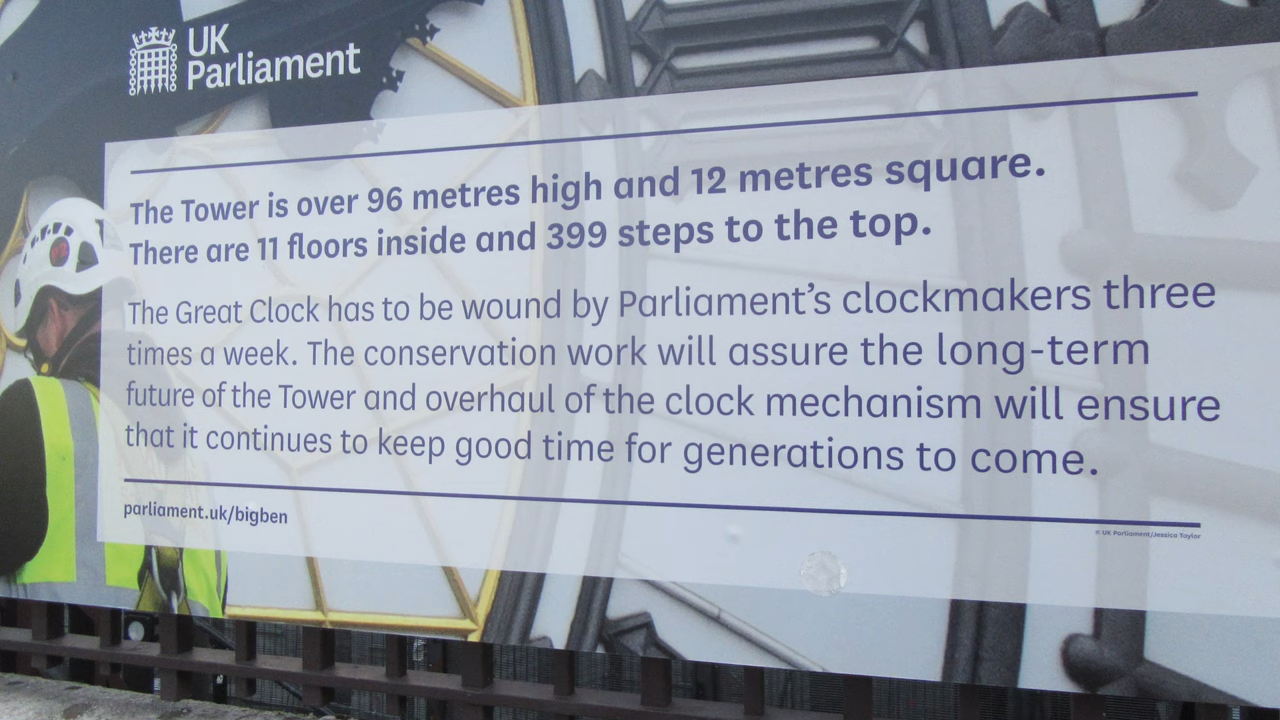 UK
Parliament
The Tower is over 96 metres high and 12 metres square.
There are 11 floors inside and 399 steps to the top.
The Great Clock has to be wound by Parliament's clockmakers three
times a week. The conservation work will assure the long-term
future of the Tower and overhaul of the clock mechanism will ensure
that it continues to keep good time for generations to come.
parliament.uk/bigben
© UK Parliament/Jessica Taylor